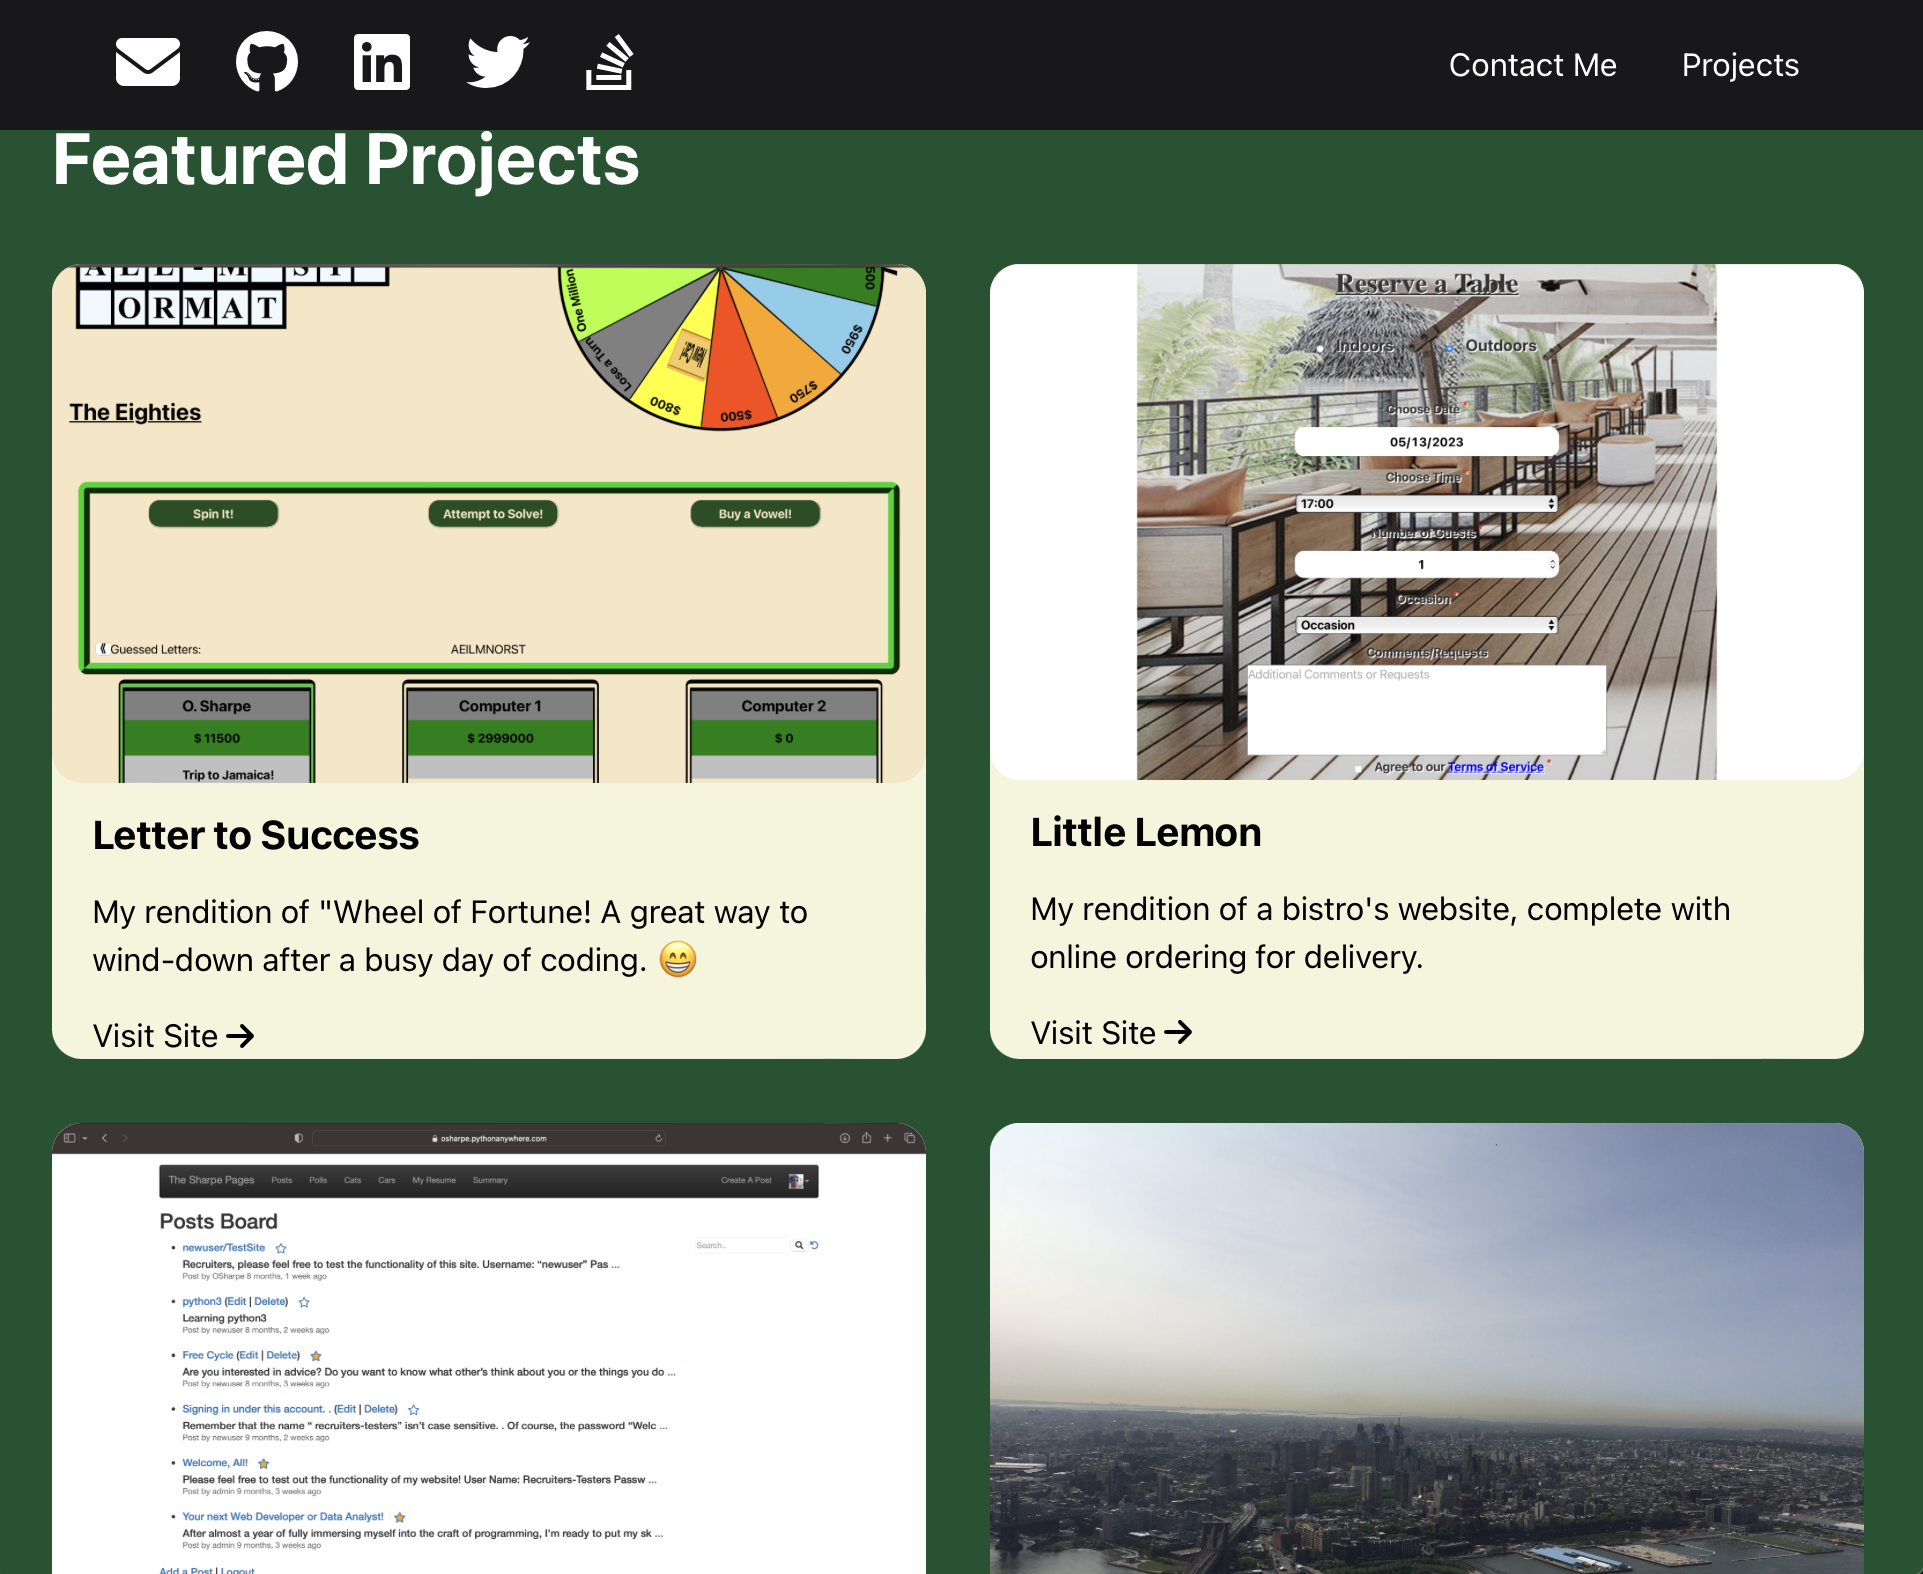 Contact Me
Projects
Featured Projects
ORMAT
One Million
Lose a Turn
$800
$500
$750
$950
500
The Eighties
Spin It!
Attempt to Solve!
Buy a Vowel!
Guessed Letters:
AEILMNORST
O. Sharpe
$ 11500
Trip to Jamaica!
Computer 1
$ 2999000
Computer 2
$ 0
Letter to Success
My rendition of "Wheel of Fortune! A great way to
wind-down after a busy day of coding. 😁
Visit Site →
Reserve a Table
Indoors
Outdoors
Choose Date *
05/13/2023
Choose Time *
17:00
Number of Guests *
1
Occasion *
Occasion
Comments/Requests
Additional Comments or Requests
Agree to our Terms of Service *
Little Lemon
My rendition of a bistro's website, complete with
online ordering for delivery.
Visit Site →
osharpe.pythonanywhere.com
The Sharpe Pages Posts Polls Cats Cars My Resume Summary Create A Post
Posts Board
Search..
newuser/TestSite
Recruiters, please feel free to test the functionality of this site. Username: “newuser” Pas ...
Post by OSharpe 8 months, 1 week ago
python3 (Edit | Delete)
Learning python3
Post by newuser 8 months, 2 weeks ago
Free Cycle (Edit | Delete)
Are you interested in advice? Do you want to know what other's think about you or the things you do ...
Post by newuser 8 months, 3 weeks ago
Signing in under this account. . (Edit | Delete)
Remember that the name “ recruiters-testers” isn’t case sensitive. . Of course, the password “Welc ...
Post by newuser 9 months, 2 weeks ago
Welcome, All!
Please feel free to test out the functionality of my website! User Name: Recruiters-Testers Passw ...
Post by admin 9 months, 3 weeks ago
Your next Web Developer or Data Analyst!
After almost a year of fully immersing myself into the craft of programming, I'm ready to put my sk ...
Post by admin 9 months, 3 weeks ago
Add a Post | Logout